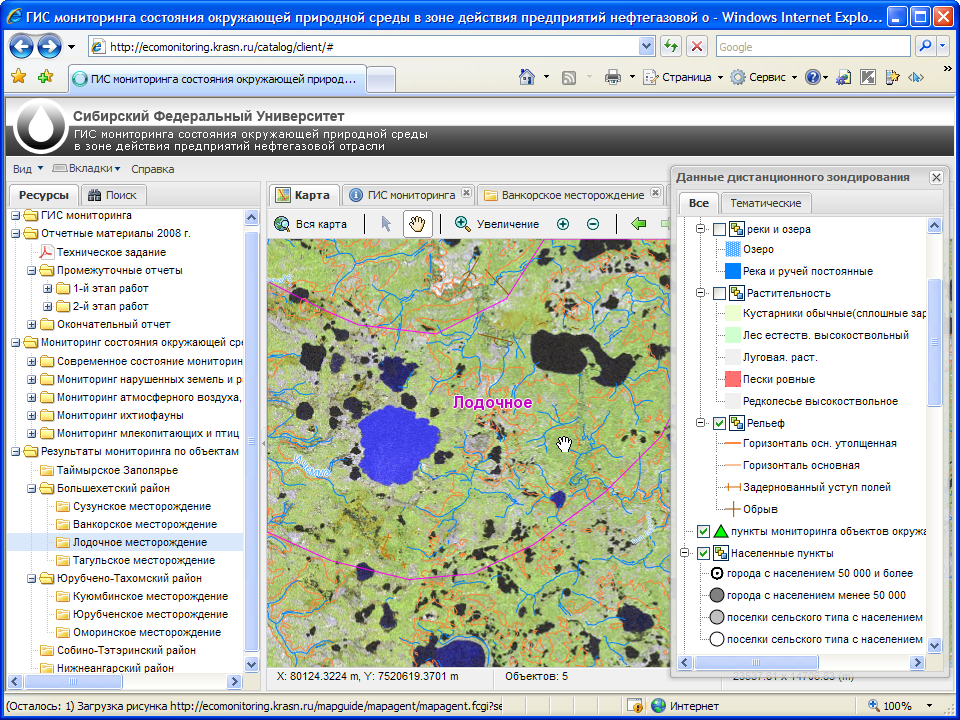 ГИС мониторинга состояния окружающей природной среды в зоне действия предприятий нефтегазовой о - Windows Internet Explo...
http://ecomonitoring.krasn.ru/catalog/client/#
Google
ГИС мониторинга состояния окружающей природ...
Страница
Сервис
Сибирский Федеральный Университет
ГИС мониторинга состояния окружающей природной среды
в зоне действия предприятий нефтегазовой отрасли
Вид
Вкладки
Справка
Ресурсы
Поиск
ГИС мониторинга
Отчетные материалы 2008 г.
Техническое задание
Промежуточные отчеты
1-й этап работ
2-й этап работ
Окончательный отчет
Мониторинг состояния окружающей сре
Современное состояние мониторин
Мониторинг нарушенных земель и р
Мониторинг атмосферного воздуха,
Мониторинг ихтиофауны
Мониторинг млекопитающих и птиц
Результаты мониторинга по объектам
Таймырское Заполярье
Большехетский район
Сузунское месторождение
Ванкорское месторождение
Лодочное месторождение
Тагульское месторождение
Юрубчено-Тахомский район
Куюмбинское месторождение
Юрубченское месторождение
Оморинское месторождение
Собино-Тэтэринский район
Нижнеангарский район
Карта
ГИС мониторинга
Ванкорское месторождение
Вся карта
Увеличение
Лодочное
X: 80124.3224 m, Y: 7520619.3701 m
Объектов: 5
Данные дистанционного зондирования
Все
Тематические
реки и озера
Озеро
Река и ручей постоянные
Растительность
Кустарники обычные(сплошные зар
Лес естеств. высокоствольный
Луговая. раст.
Пески ровные
Редколесье высокоствольное
Рельеф
Горизонталь осн. утолщенная
Горизонталь основная
Задернованный уступ полей
Обрыв
пункты мониторинга объектов окружа
Населенные пункты
города с населением 50 000 и более
города с населением менее 50 000
поселки сельского типа с населением
поселки сельского типа с населением
(Осталось: 1) Загрузка рисунка http://ecomonitoring.krasn.ru/mapguide/mapagent/mapagent.fcgi?se
Интернет
100%